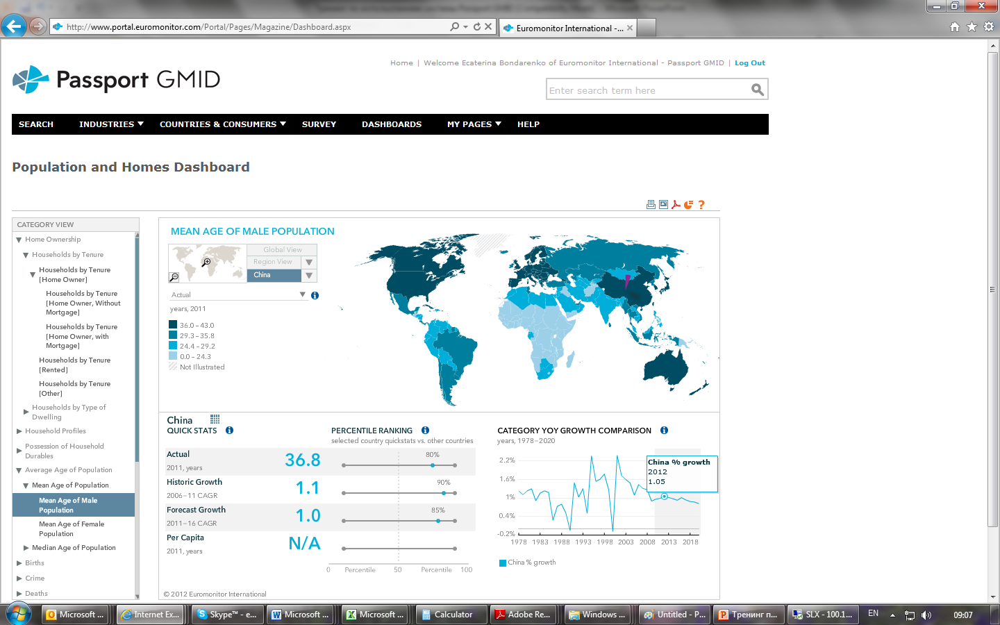 http://www.portal.euromonitor.com/Portal/Pages/Magazine/Dashboard.aspx
Euromonitor International -...
Passport GMID
Home | Welcome Ecaterina Bondarenko of Euromonitor International - Passport GMID | Log Out
Enter search term here
SEARCH INDUSTRIES COUNTRIES & CONSUMERS SURVEY DASHBOARDS MY PAGES HELP
Population and Homes Dashboard
CATEGORY VIEW
Home Ownership
Households by Tenure
Households by Tenure
[Home Owner]
Households by Tenure
[Home Owner, Without
Mortgage]
Households by Tenure
[Home Owner, with
Mortgage]
Households by Tenure
[Rented]
Households by Tenure
[Other]
Households by Type of
Dwelling
Household Profiles
Possession of Household
Durables
Average Age of Population
Mean Age of Population
Mean Age of Male
Population
Mean Age of Female
Population
Median Age of Population
Births
Crime
Deaths
MEAN AGE OF MALE POPULATION
Global View
Region View
China
Actual
years, 2011
36.0 – 43.0
29.3 – 35.8
24.4 – 29.2
0.0 – 24.3
Not Illustrated
China
QUICK STATS
Actual
2011, years
36.8
Historic Growth
2006–11 CAGR
1.1
Forecast Growth
2011–16 CAGR
1.0
Per Capita
2011, years
N/A
PERCENTILE RANKING
selected country quickstats vs. other countries
80%
90%
85%
0 Percentile 50 Percentile 100
CATEGORY YOY GROWTH COMPARISON
years, 1978–2020
2.2%
1.6%
1%
0.4%
-0.2%
1978 1983 1988 1993 1998 2003 2008 2013 2018
China % growth
2012
1.05
China % growth
© 2012 Euromonitor International
Microsoft ...
Internet Ex...
Skype™ - e...
Microsoft ...
Microsoft ...
Calculator
Adobe Re...
Windows ...
Untitled - P...
Тренинг п...
SLX - 100.1...
EN
09:07